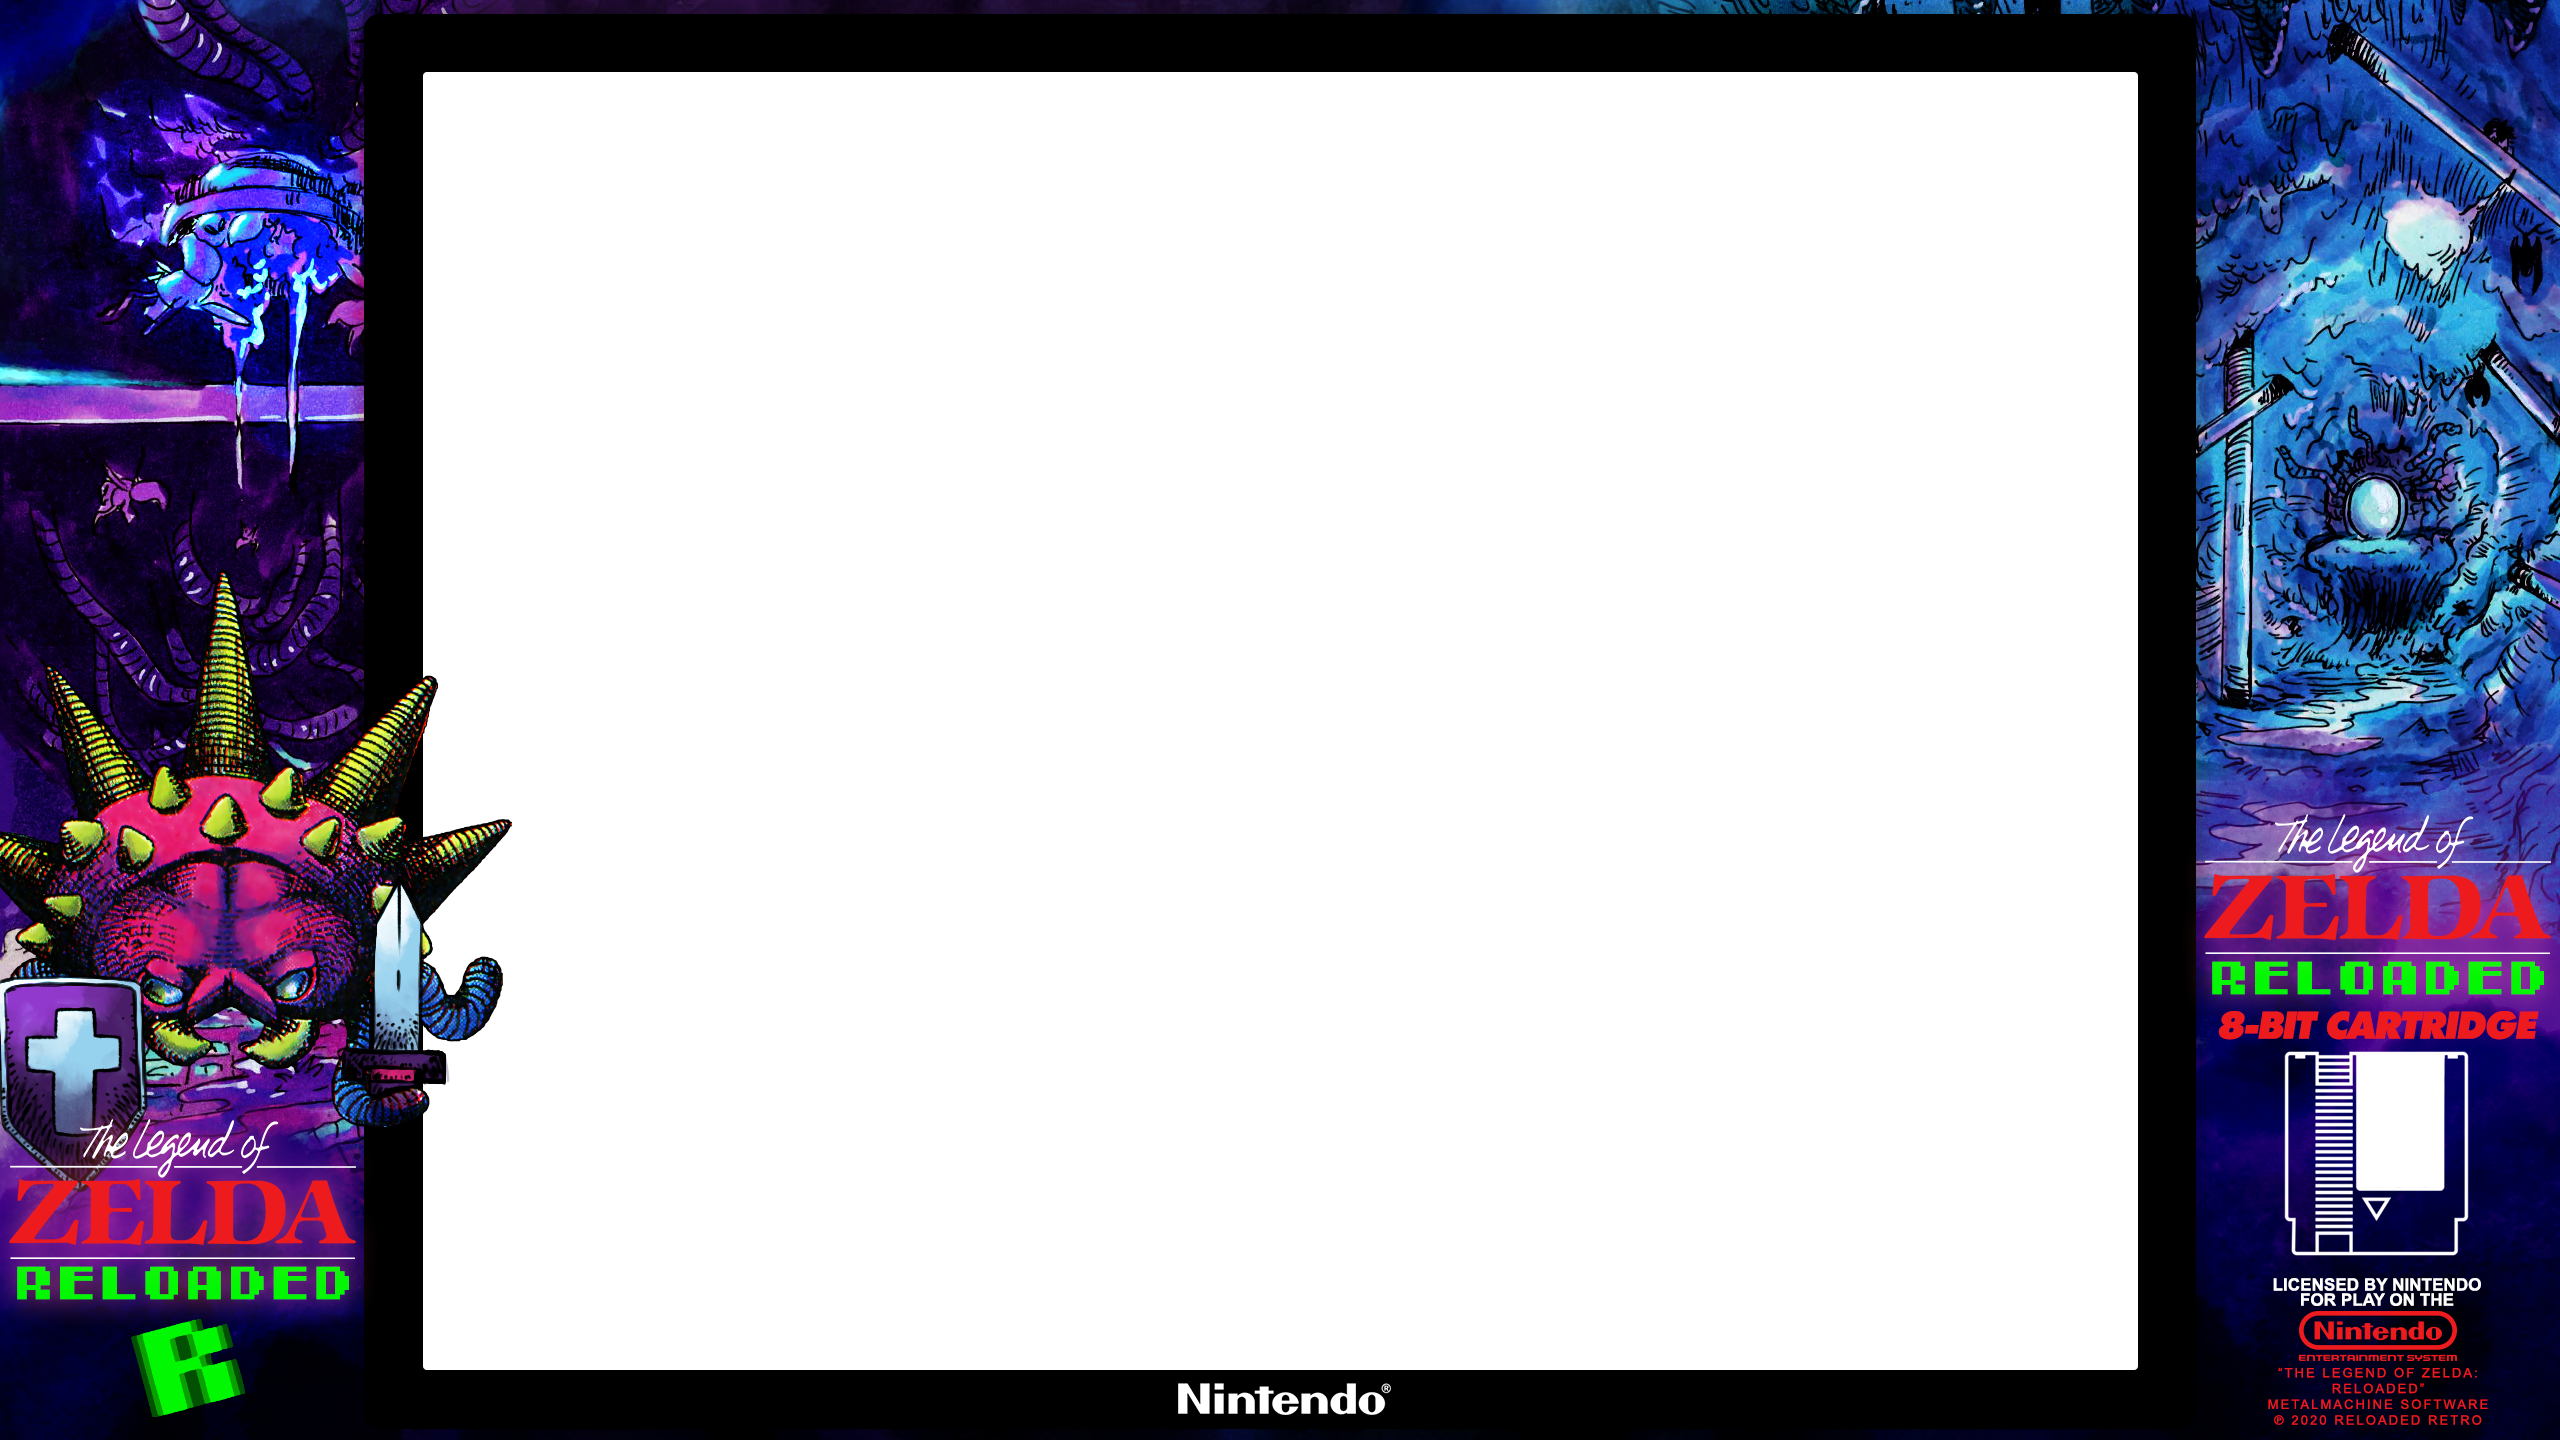 The Legend of
ZELDA
RELOADED
R
Nintendo®
The Legend of
ZELDA
RELOADED
8-BIT CARTRIDGE
LICENSED BY NINTENDO
FOR PLAY ON THE
Nintendo
ENTERTAINMENT SYSTEM
"THE LEGEND OF ZELDA:
RELOADED"
METALMACHINE SOFTWARE
℗ 2020 RELOADED RETRO